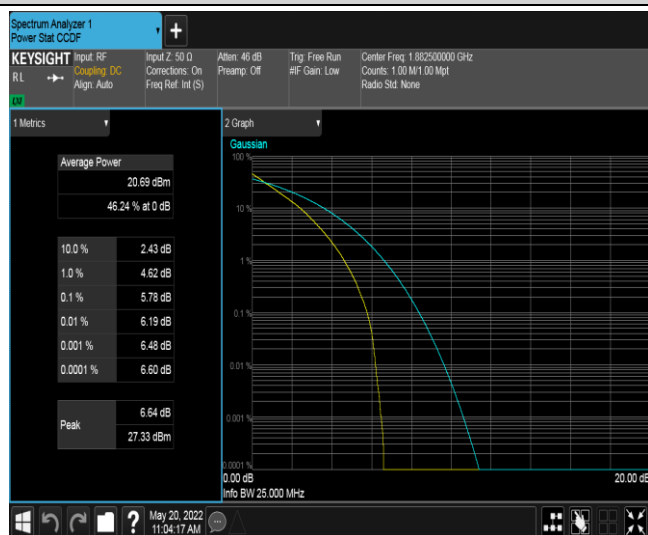 Spectrum Analyzer 1
Power Stat CCDF
+
KEYSIGHT
RL
LXI
Input: RF
Coupling: DC
Align: Auto
Input Z: 50 Ω
Corrections: On
Freq Ref: Int (S)
Atten: 46 dB
Preamp: Off
Trig: Free Run
#IF Gain: Low
Center Freq: 1.882500000 GHz
Counts: 1.00 M/1.00 Mpt
Radio Std: None
1 Metrics
Average Power
20.69 dBm
46.24 % at 0 dB
10.0 % 2.43 dB
1.0 % 4.62 dB
0.1 % 5.78 dB
0.01 % 6.19 dB
0.001 % 6.48 dB
0.0001 % 6.60 dB
Peak
6.64 dB
27.33 dBm
2 Graph
Gaussian
100 %
10 %
1 %
0.1 %
0.01 %
0.001 %
0.0001 %
0.00 dB
20.00 dB
Info BW 25.000 MHz
?
May 20, 2022
11:04:17 AM